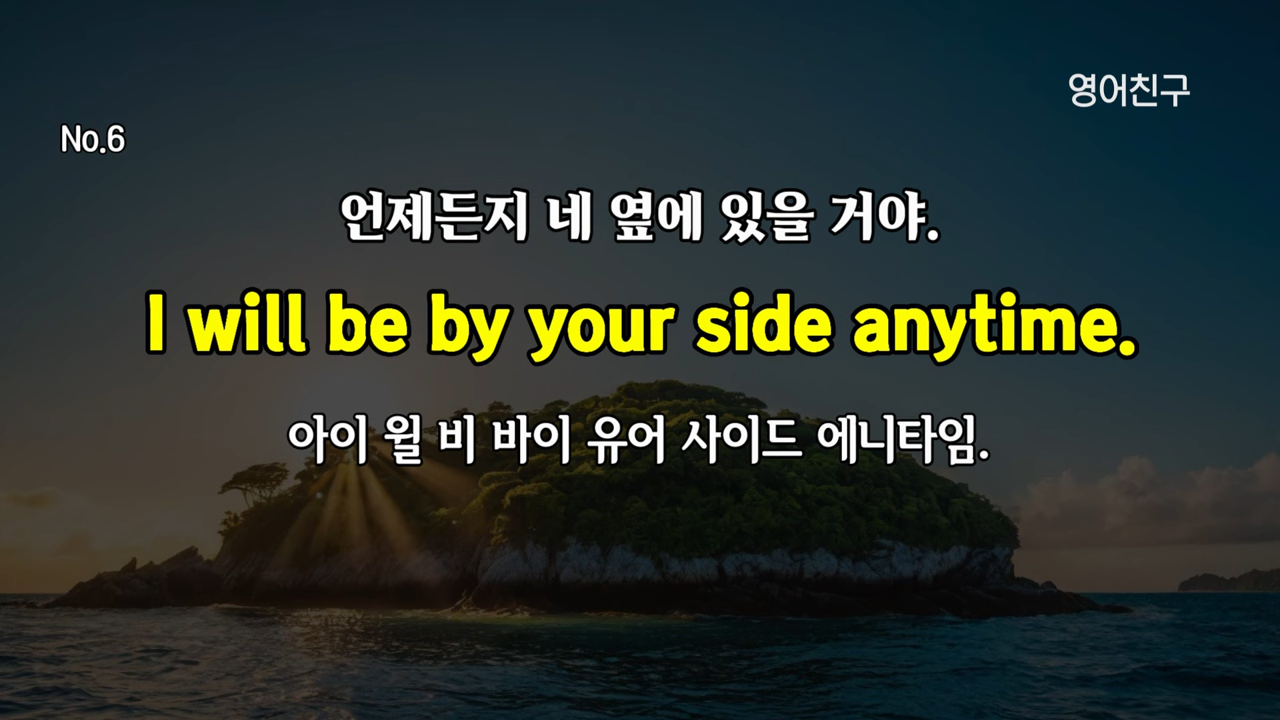 영어친구
No.6
언제든지 네 옆에 있을 거야.
I will be by your side anytime.
아이 윌 비 바이 유어 사이드 에니타임.